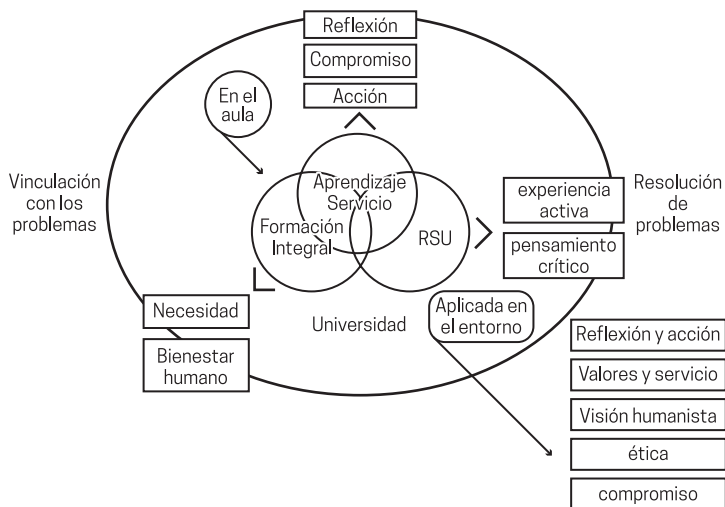 Reflexión
Compromiso
Acción
En el
aula
Vinculación
con los
problemas
Aprendizaje
Servicio
Formación
Integral
RSU
experiencia
activa
pensamiento
crítico
Resolución
de
problemas
Necesidad
Bienestar
humano
Universidad
Aplicada en
el entorno
Reflexión y acción
Valores y servicio
Visión humanista
ética
compromiso